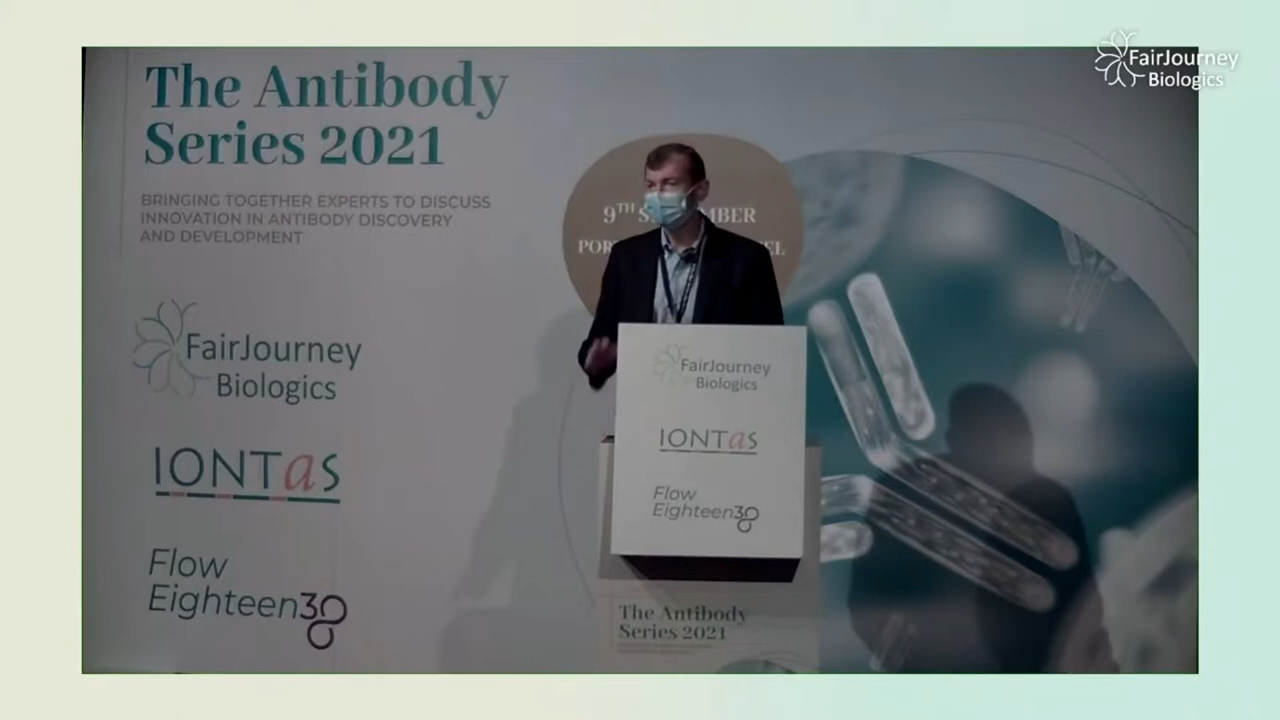 The Antibody
Series 2021
BRINGING TOGETHER EXPERTS TO DISCUSS
INNOVATION IN ANTIBODY DISCOVERY
AND DEVELOPMENT
FairJourney
Biologics
IONTas
Flow
Eighteen38
9TH
FairJourney
Biologics
IONTas
Flow
Eighteen38
The Antibody
Series 2021
FairJourney
Biologics